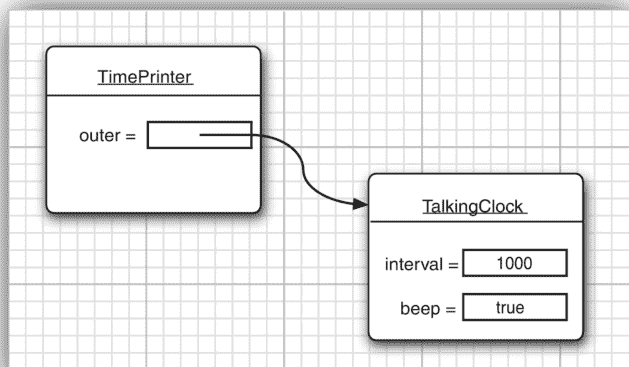 TimePrinter
outer =
TalkingClock
interval = 1000
beep = true